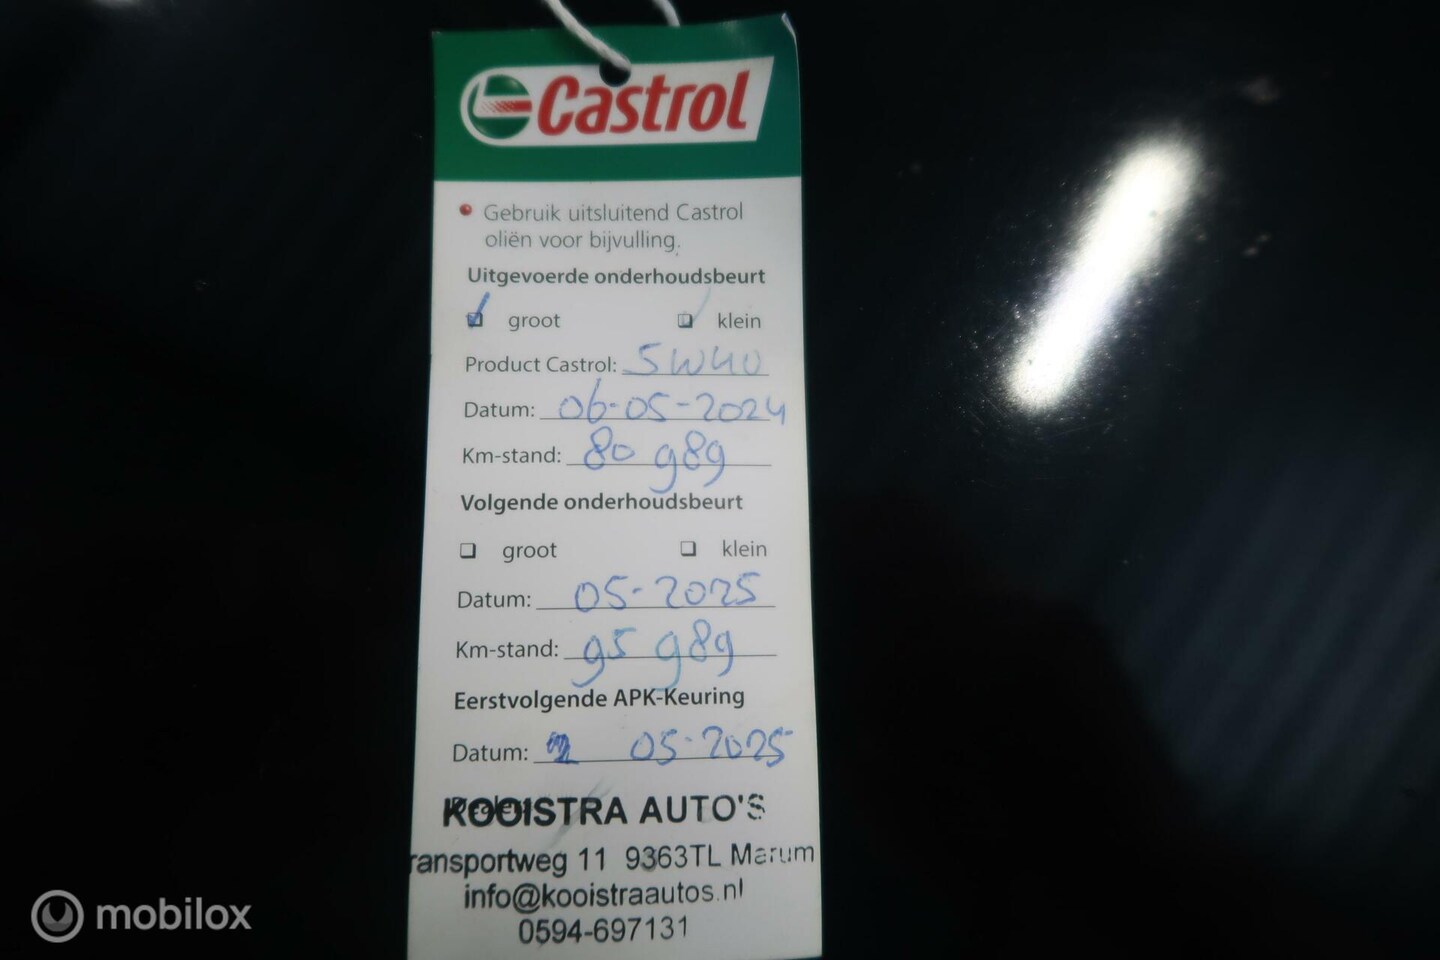 Castrol
Gebruik uitsluitend Castrol
oliën voor bijvulling.
Uitgevoerde onderhoudsbeurt
groot klein
Product Castrol: 5W40
Datum: 06-05-2024
Km-stand: 80 989
Volgende onderhoudsbeurt
groot klein
Datum: 05-2025
Km-stand: 95 989
Eerstvolgende APK-Keuring
Datum: 05-2025
Dealer:
KOOISTRA AUTO'S
ransportweg 11 9363TL Marum
info@kooistraautos.nl
0594-697131
mobilox